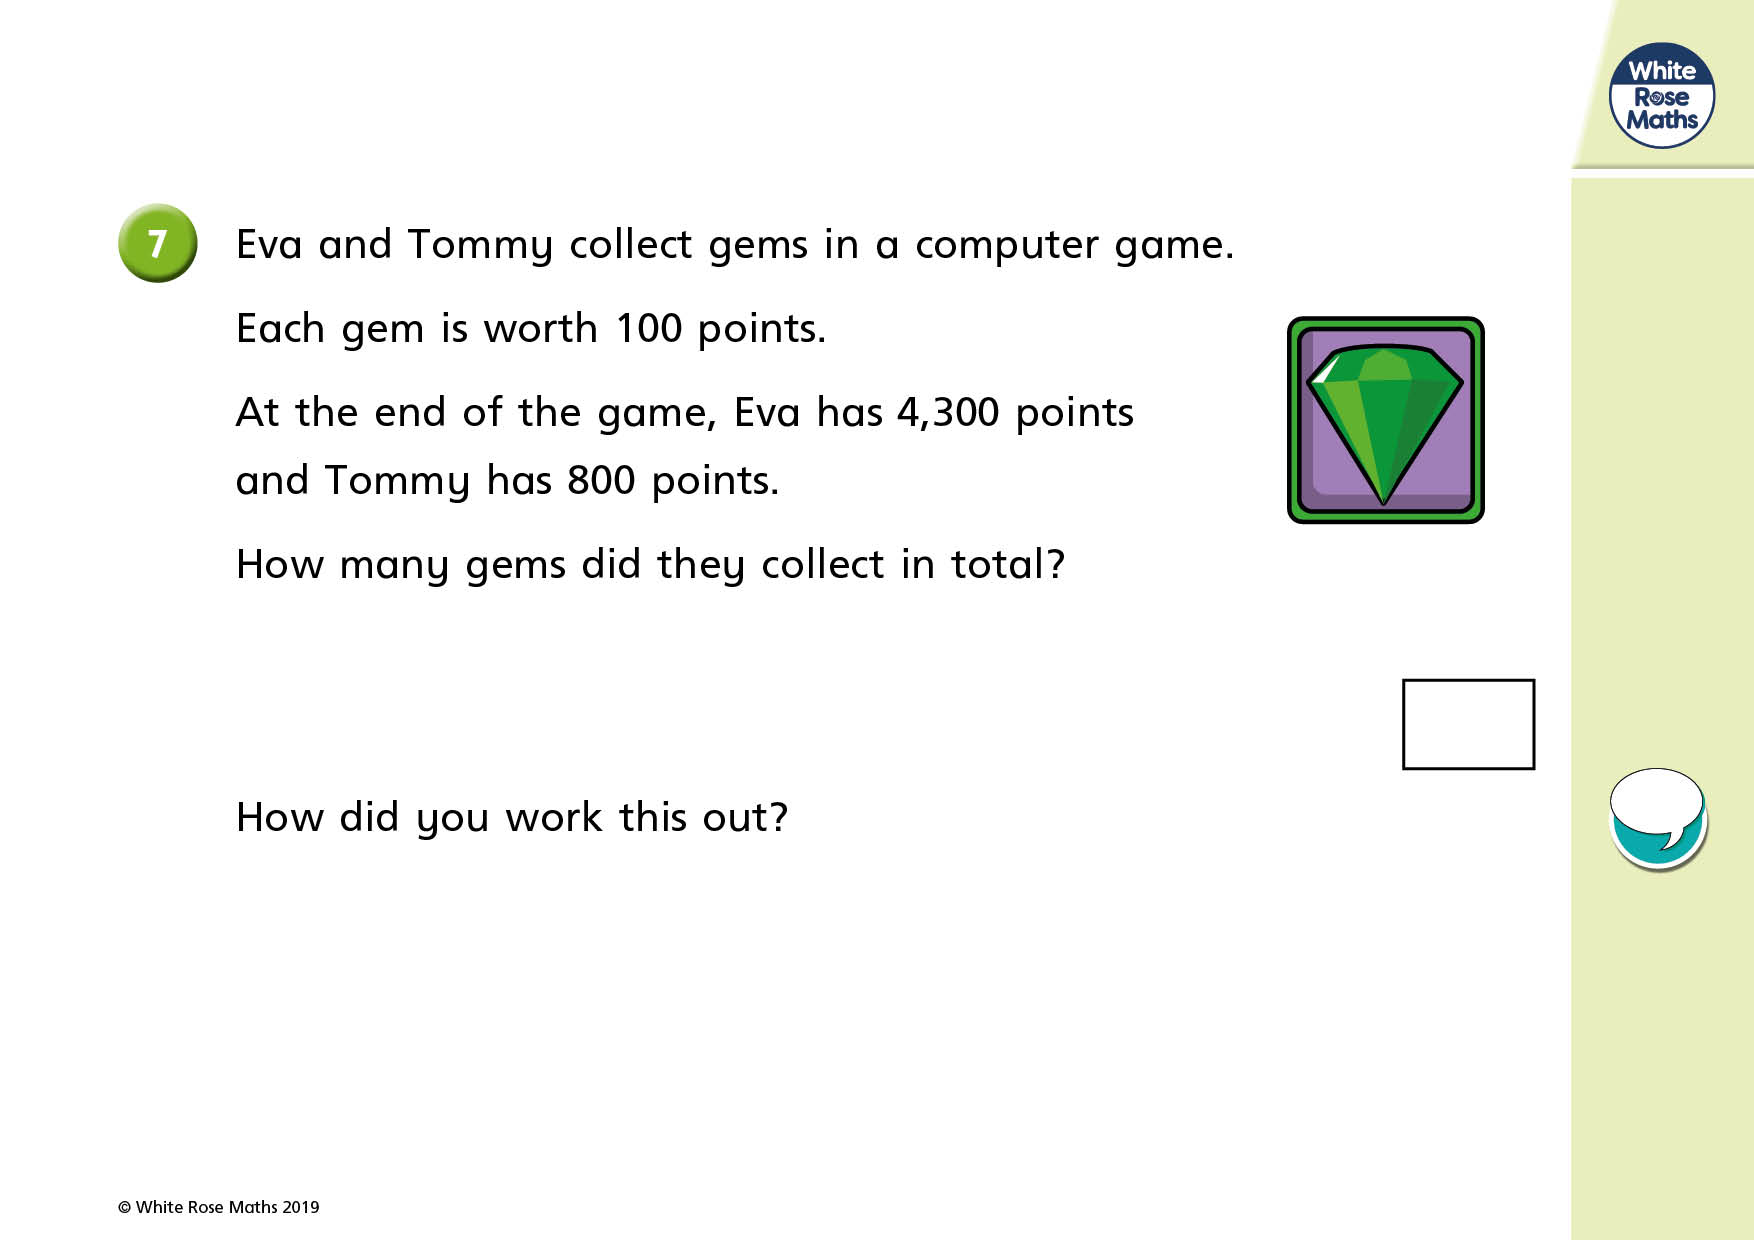 White
Rose
Maths
7 Eva and Tommy collect gems in a computer game.
Each gem is worth 100 points.
At the end of the game, Eva has 4,300 points
and Tommy has 800 points.
How many gems did they collect in total?
How did you work this out?
© White Rose Maths 2019